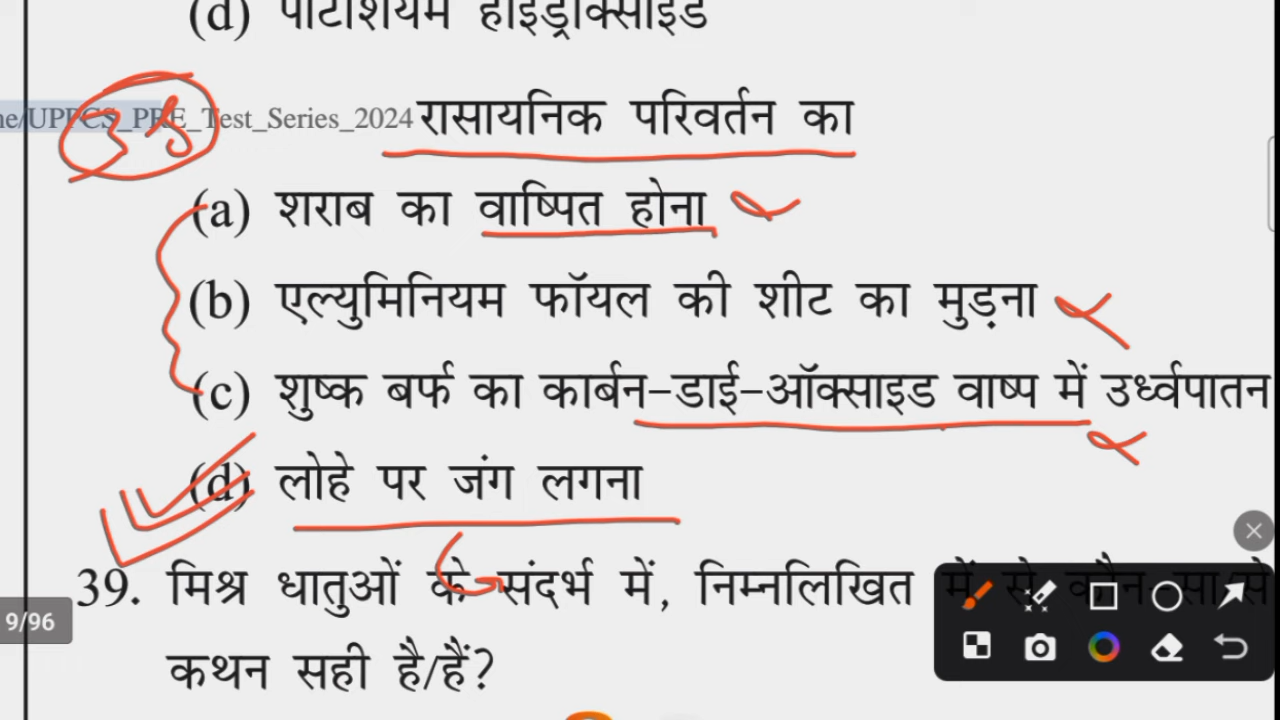 (d) पोटेशियम हाइड्रॉक्साइड
38 ne/UPPCS_PRE_Test_Series_2024 रासायनिक परिवर्तन का
(a) शराब का वाष्पित होना
(b) एल्युमिनियम फॉयल की शीट का मुड़ना
(c) शुष्क बर्फ का कार्बन-डाई-ऑक्साइड वाष्प में उर्ध्वपातन
(d) लोहे पर जंग लगना
39. मिश्र धातुओं के संदर्भ में, निम्नलिखित में से कौन-सा/से
9/96
कथन सही है/हैं?